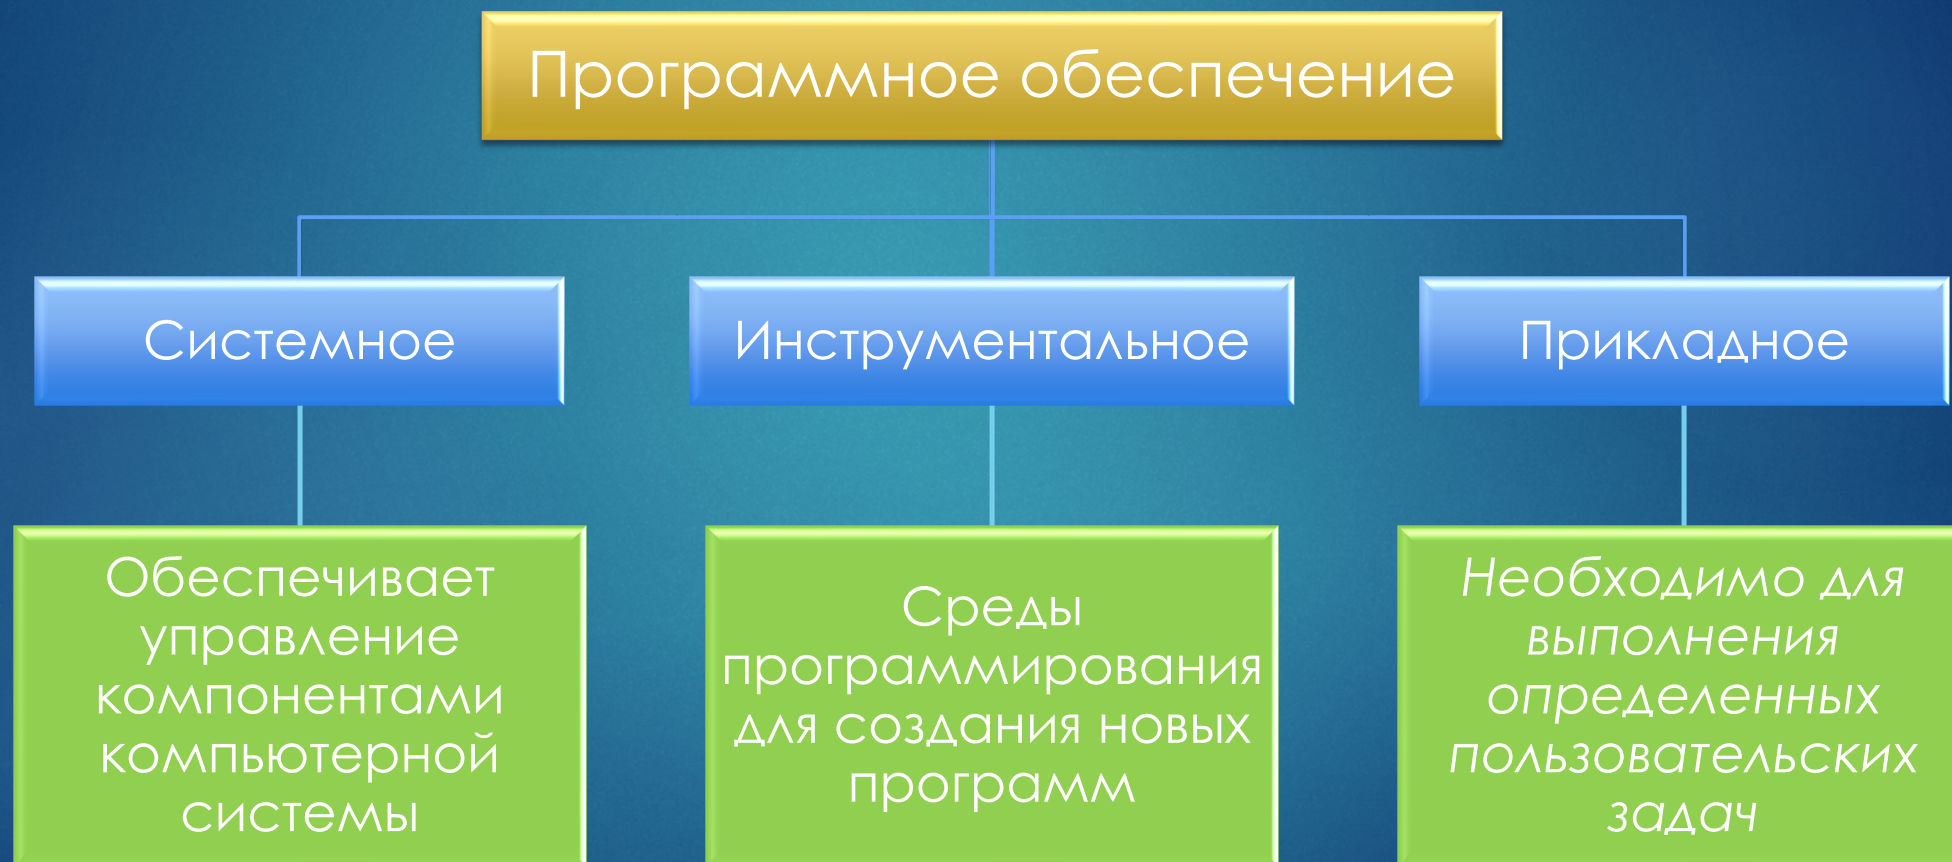 Программное обеспечение
Системное
Инструментальное
Прикладное
Обеспечивает
управление
компонентами
компьютерной
системы
Среды
программирования
для создания новых
программ
Необходимо для
выполнения
определенных
пользовательских
задач